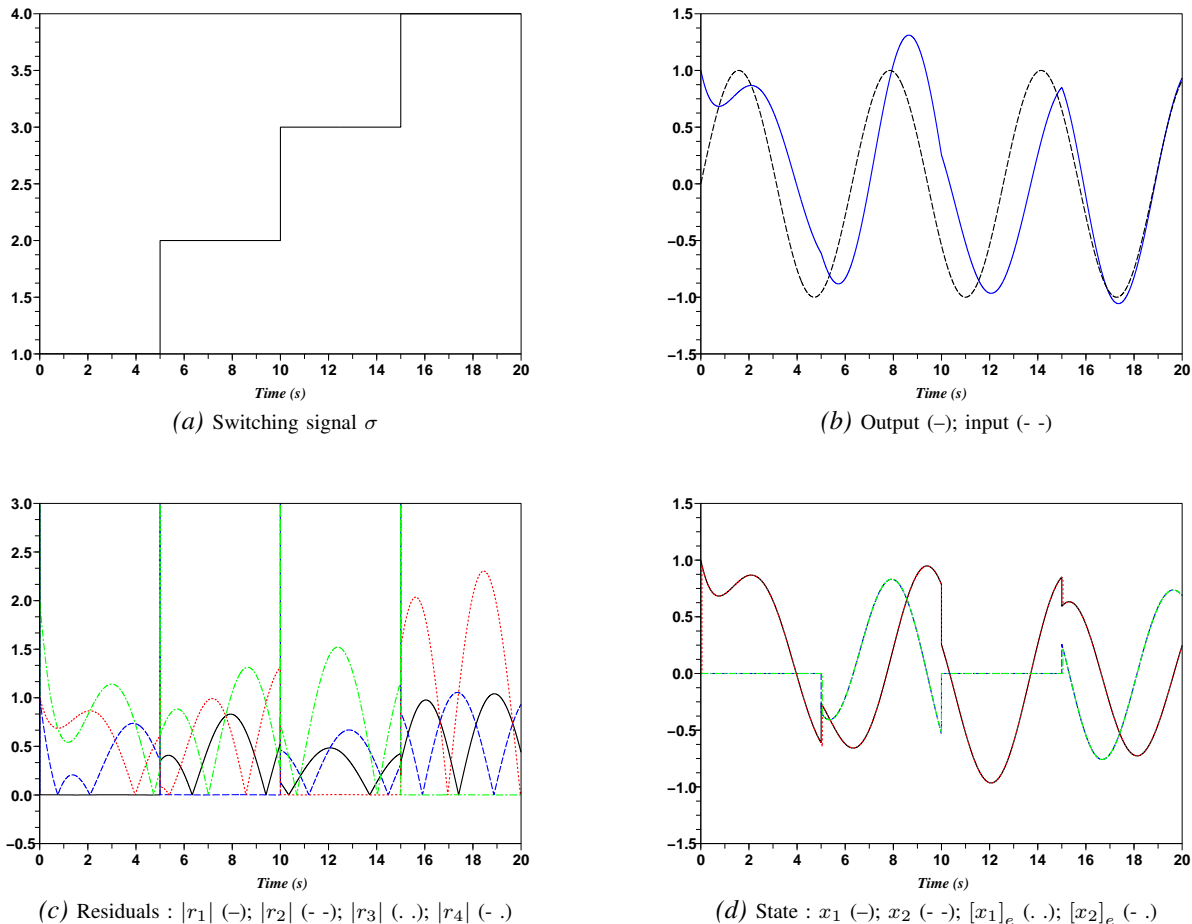 4.0
3.5
3.0
2.5
2.0
1.5
1.0
0 2 4 6 8 10 12 14 16 18 20
Time (s)
(a) Switching signal σ
1.5
1.0
0.5
0.0
−0.5
−1.0
−1.5
0 2 4 6 8 10 12 14 16 18 20
Time (s)
(b) Output (–); input (- -)
3.0
2.5
2.0
1.5
1.0
0.5
0.0
−0.5
0 2 4 6 8 10 12 14 16 18 20
Time (s)
(c) Residuals : |r₁| (–); |r₂| (- -); |r₃| (. .); |r₄| (- .)
1.5
1.0
0.5
0.0
−0.5
−1.0
−1.5
0 2 4 6 8 10 12 14 16 18 20
Time (s)
(d) State : x₁ (–); x₂ (- -); [x₁]ₑ (. .); [x₂]ₑ (- .)